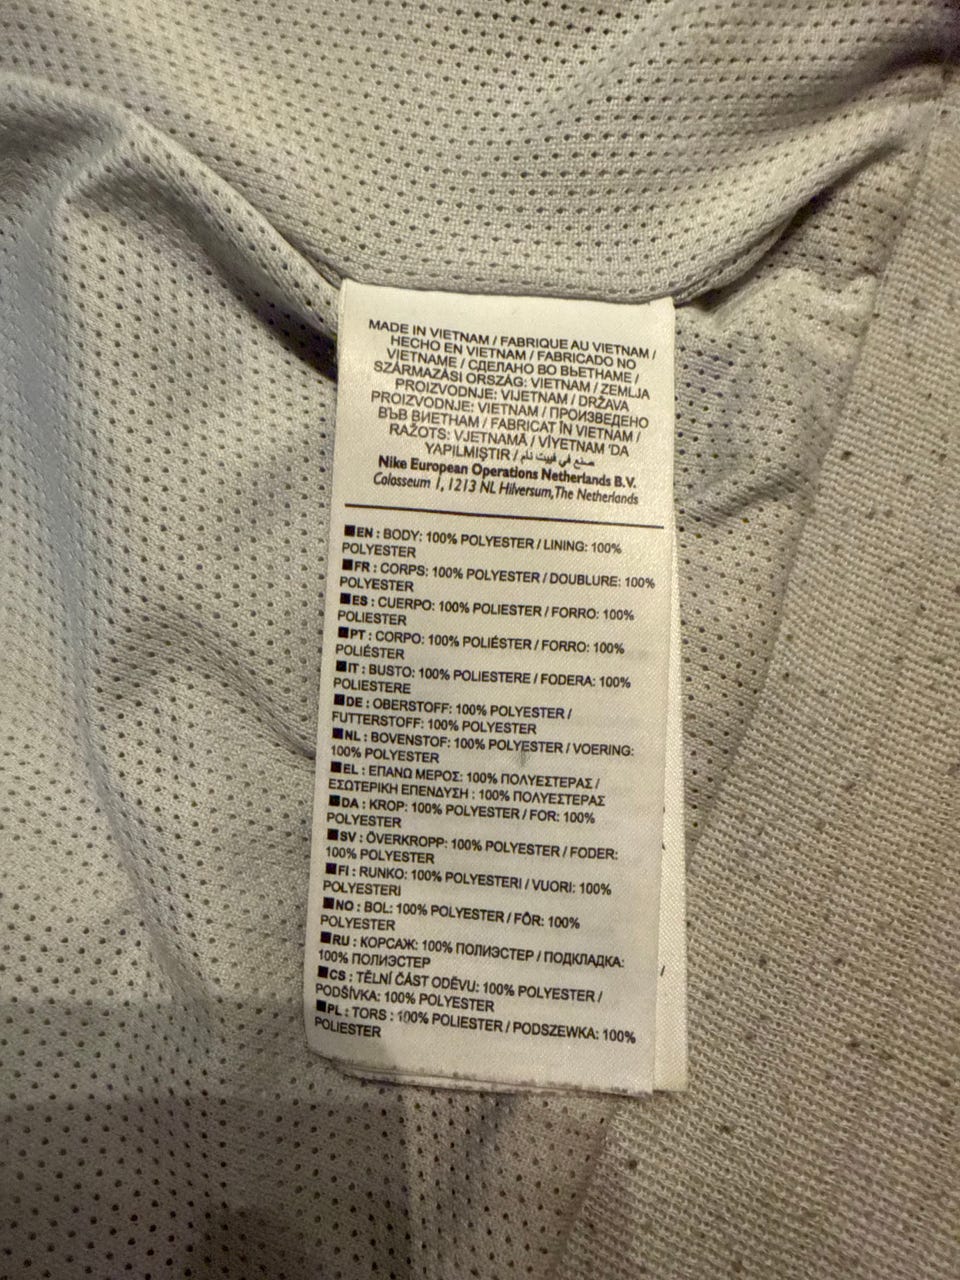 MADE IN VIETNAM / FABRIQUE AU VIETNAM /
HECHO EN VIETNAM / FABRICADO NO
VIETNAME / СДЕЛАНО ВО ВЬЕТНАМЕ /
SZÁRMAZÁSI ORSZÁG: VIETNAM / ZEMLJA
PROIZVODNJE: VIJETNAM / DRŽAVA
PROIZVODNJE: VIETNAM / ПРОИЗВЕДЕНО
ВЪВ ВИЕТНАМ / FABRICAT ÎN VIETNAM /
RAŽOTS: VJETNAMĀ / VİYETNAM 'DA
YAPILMIŞTIR / صنع في فييت نام
Nike European Operations Netherlands B.V.
Colosseum 1, 1213 NL Hilversum, The Netherlands
■EN : BODY: 100% POLYESTER / LINING: 100%
POLYESTER
■FR : CORPS: 100% POLYESTER / DOUBLURE: 100%
POLYESTER
■ES : CUERPO: 100% POLIESTER / FORRO: 100%
POLIESTER
■PT : CORPO: 100% POLIÉSTER / FORRO: 100%
POLIÉSTER
■IT : BUSTO: 100% POLIESTERE / FODERA: 100%
POLIESTERE
■DE : OBERSTOFF: 100% POLYESTER /
FUTTERSTOFF: 100% POLYESTER
■NL : BOVENSTOF: 100% POLYESTER / VOERING:
100% POLYESTER
■EL : ΕΠΑΝΩ ΜΕΡΟΣ: 100% ΠΟΛΥΕΣΤΕΡΑΣ /
ΕΣΩΤΕΡΙΚΗ ΕΠΕΝΔΥΣΗ : 100% ΠΟΛΥΕΣΤΕΡΑΣ
■DA : KROP: 100% POLYESTER / FOR: 100%
POLYESTER
■SV : ÖVERKROPP: 100% POLYESTER / FODER:
100% POLYESTER
■FI : RUNKO: 100% POLYESTERI / VUORI: 100%
POLYESTERI
■NO : BOL: 100% POLYESTER / FÔR: 100%
POLYESTER
■RU : КОРСАЖ: 100% ПОЛИЭСТЕР / ПОДКЛАДКА:
100% ПОЛИЭСТЕР
■CS : TĚLNÍ ČÁST ODĚVU: 100% POLYESTER /
PODŠÍVKA: 100% POLYESTER
■PL : TORS : 100% POLIESTER / PODSZEWKA: 100%
POLIESTER